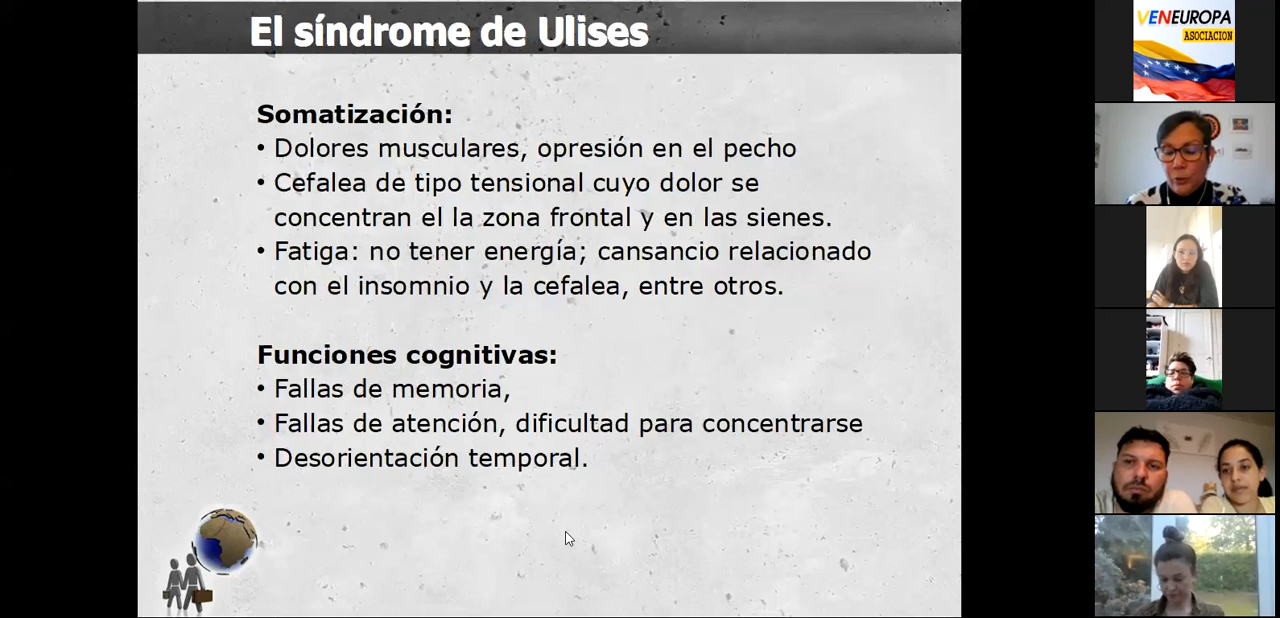 El síndrome de Ulises
Somatización:
• Dolores musculares, opresión en el pecho
• Cefalea de tipo tensional cuyo dolor se
concentran el la zona frontal y en las sienes.
• Fatiga: no tener energía; cansancio relacionado
con el insomnio y la cefalea, entre otros.
Funciones cognitivas:
• Fallas de memoria,
• Fallas de atención, dificultad para concentrarse
• Desorientación temporal.
VENEUROPA
ASOCIACION